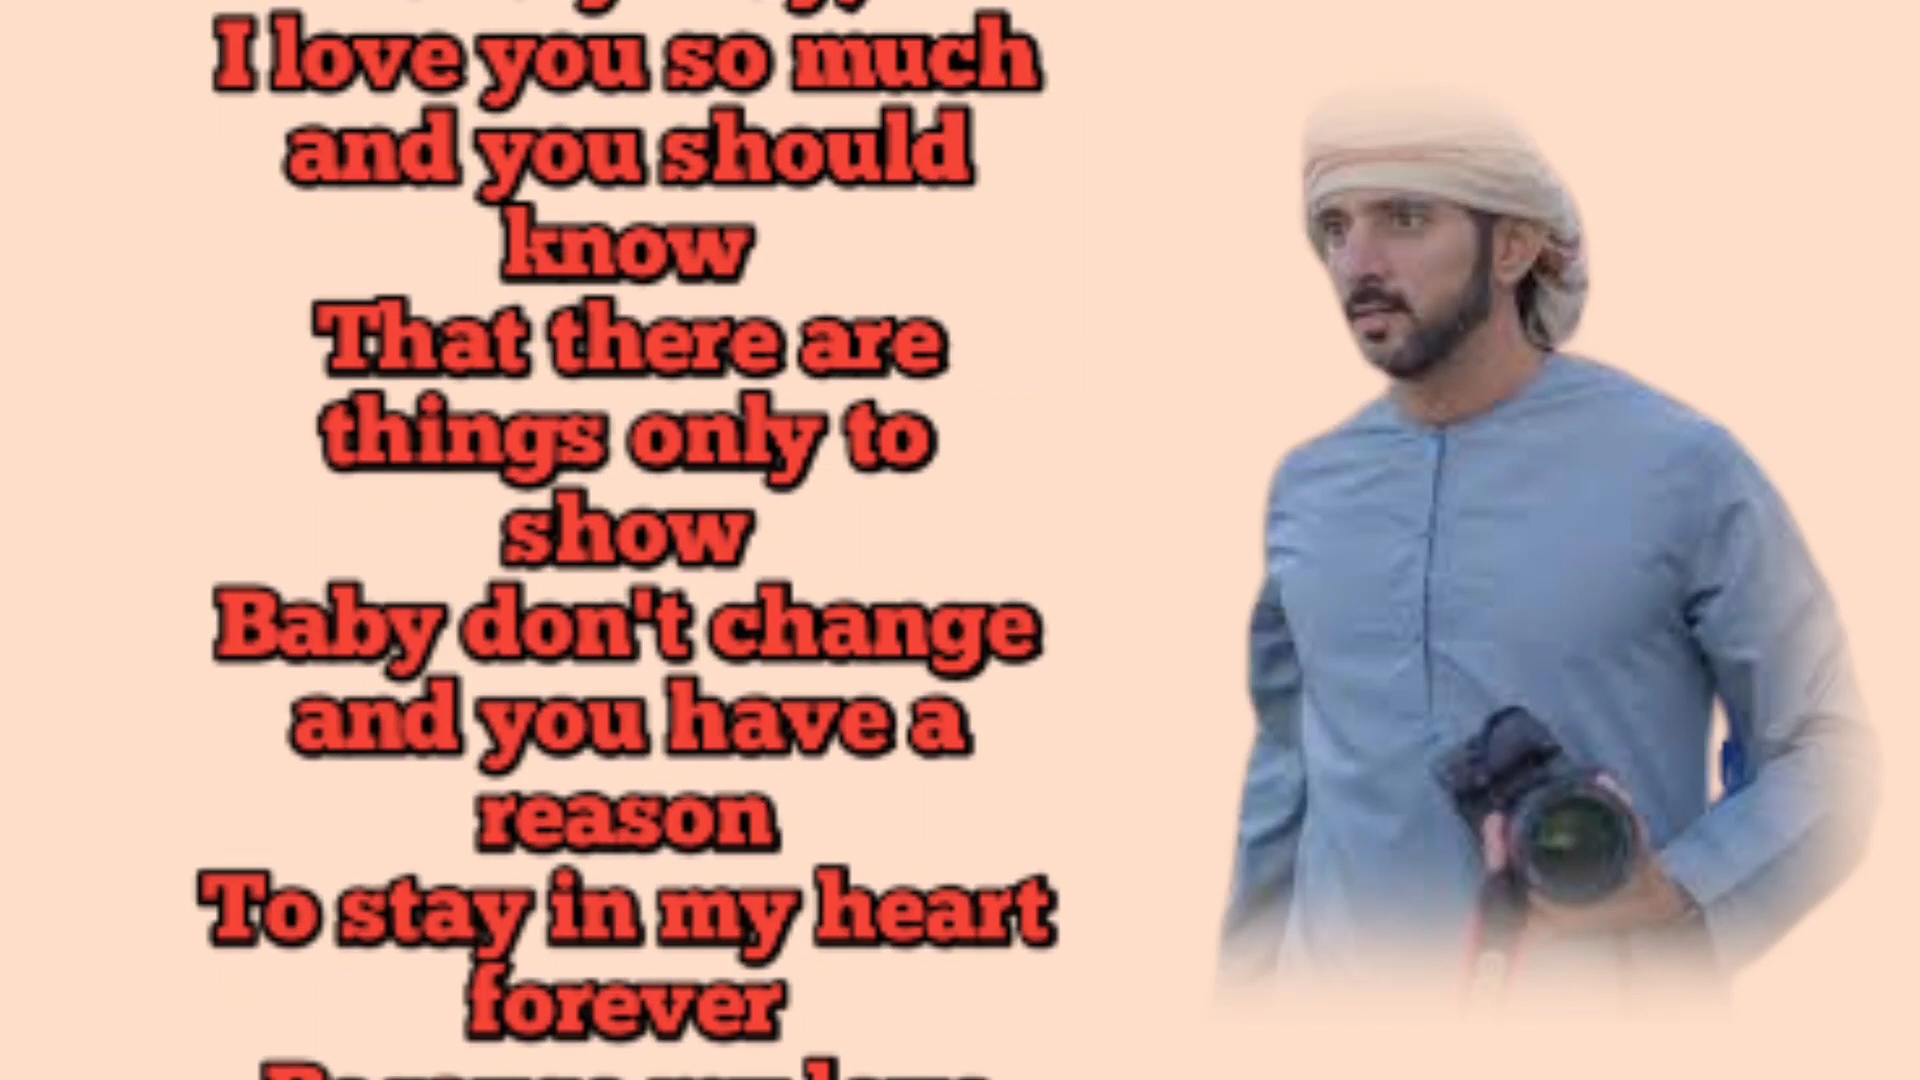 I love you so much
and you should
know
That there are
things only to
show
Baby don't change
and you have a
reason
To stay in my heart
forever